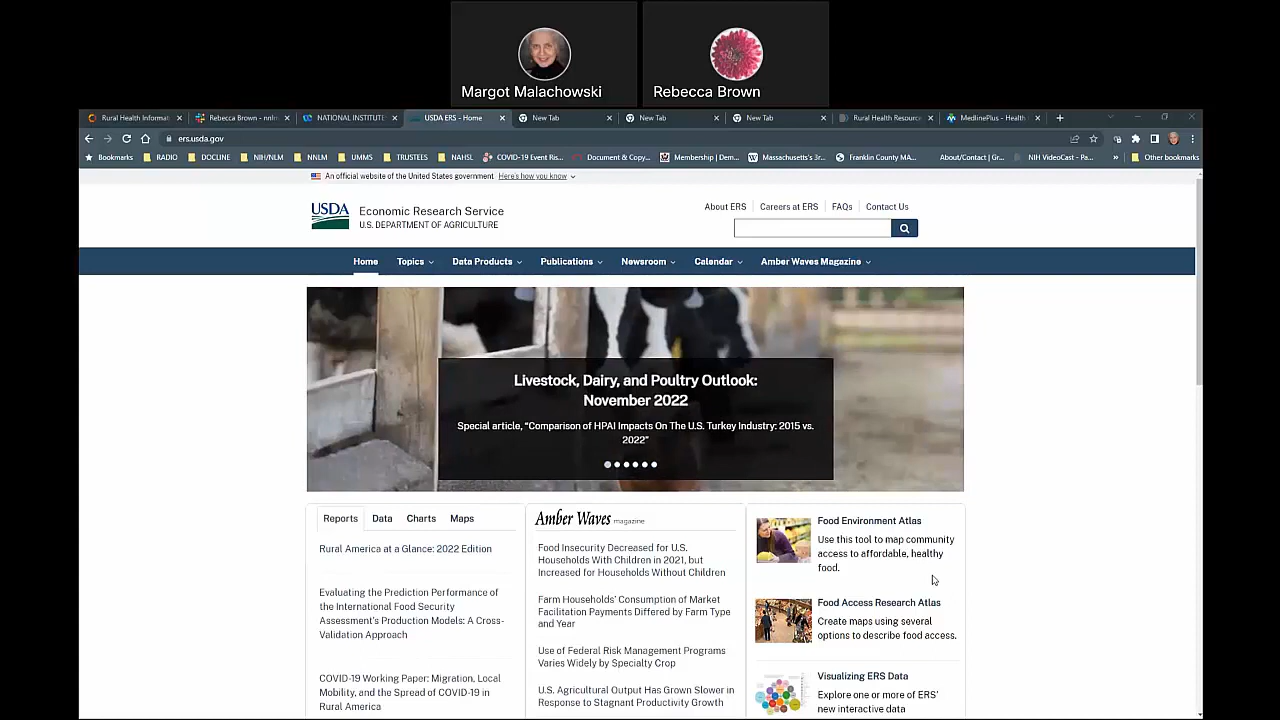 Margot Malachowski
Rebecca Brown
Rural Health Informat
Rebecca Brown - nnlm
NATIONAL INSTITUTE
USDA ERS - Home
New Tab
New Tab
New Tab
Rural Health Resource
MedlinePlus - Health
ers.usda.gov
Bookmarks
RADIO
DOCLINE
NIH/NLM
NNLM
UMMS
TRUSTEES
NAHSL
COVID-19 Event Ris...
Document & Copy...
Membership | Dem...
Massachusetts's 3r...
Franklin County MA...
About/Contact | Gr...
NIH VideoCast - Pa...
»
Other bookmarks
An official website of the United States government Here's how you know
USDA
Economic Research Service
U.S. DEPARTMENT OF AGRICULTURE
About ERS
Careers at ERS
FAQs
Contact Us
Home
Topics
Data Products
Publications
Newsroom
Calendar
Amber Waves Magazine
Livestock, Dairy, and Poultry Outlook:
November 2022
Special article, "Comparison of HPAI Impacts On The U.S. Turkey Industry: 2015 vs.
2022"
Reports
Data
Charts
Maps
Rural America at a Glance: 2022 Edition
Evaluating the Prediction Performance of
the International Food Security
Assessment's Production Models: A Cross-
Validation Approach
COVID-19 Working Paper: Migration, Local
Mobility, and the Spread of COVID-19 in
Rural America
Amber Waves magazine
Food Insecurity Decreased for U.S.
Households With Children in 2021, but
Increased for Households Without Children
Farm Households' Consumption of Market
Facilitation Payments Differed by Farm Type
and Year
Use of Federal Risk Management Programs
Varies Widely by Specialty Crop
U.S. Agricultural Output Has Grown Slower in
Response to Stagnant Productivity Growth
Food Environment Atlas
Use this tool to map community
access to affordable, healthy
food.
Food Access Research Atlas
Create maps using several
options to describe food access.
Visualizing ERS Data
Explore one or more of ERS'
new interactive data